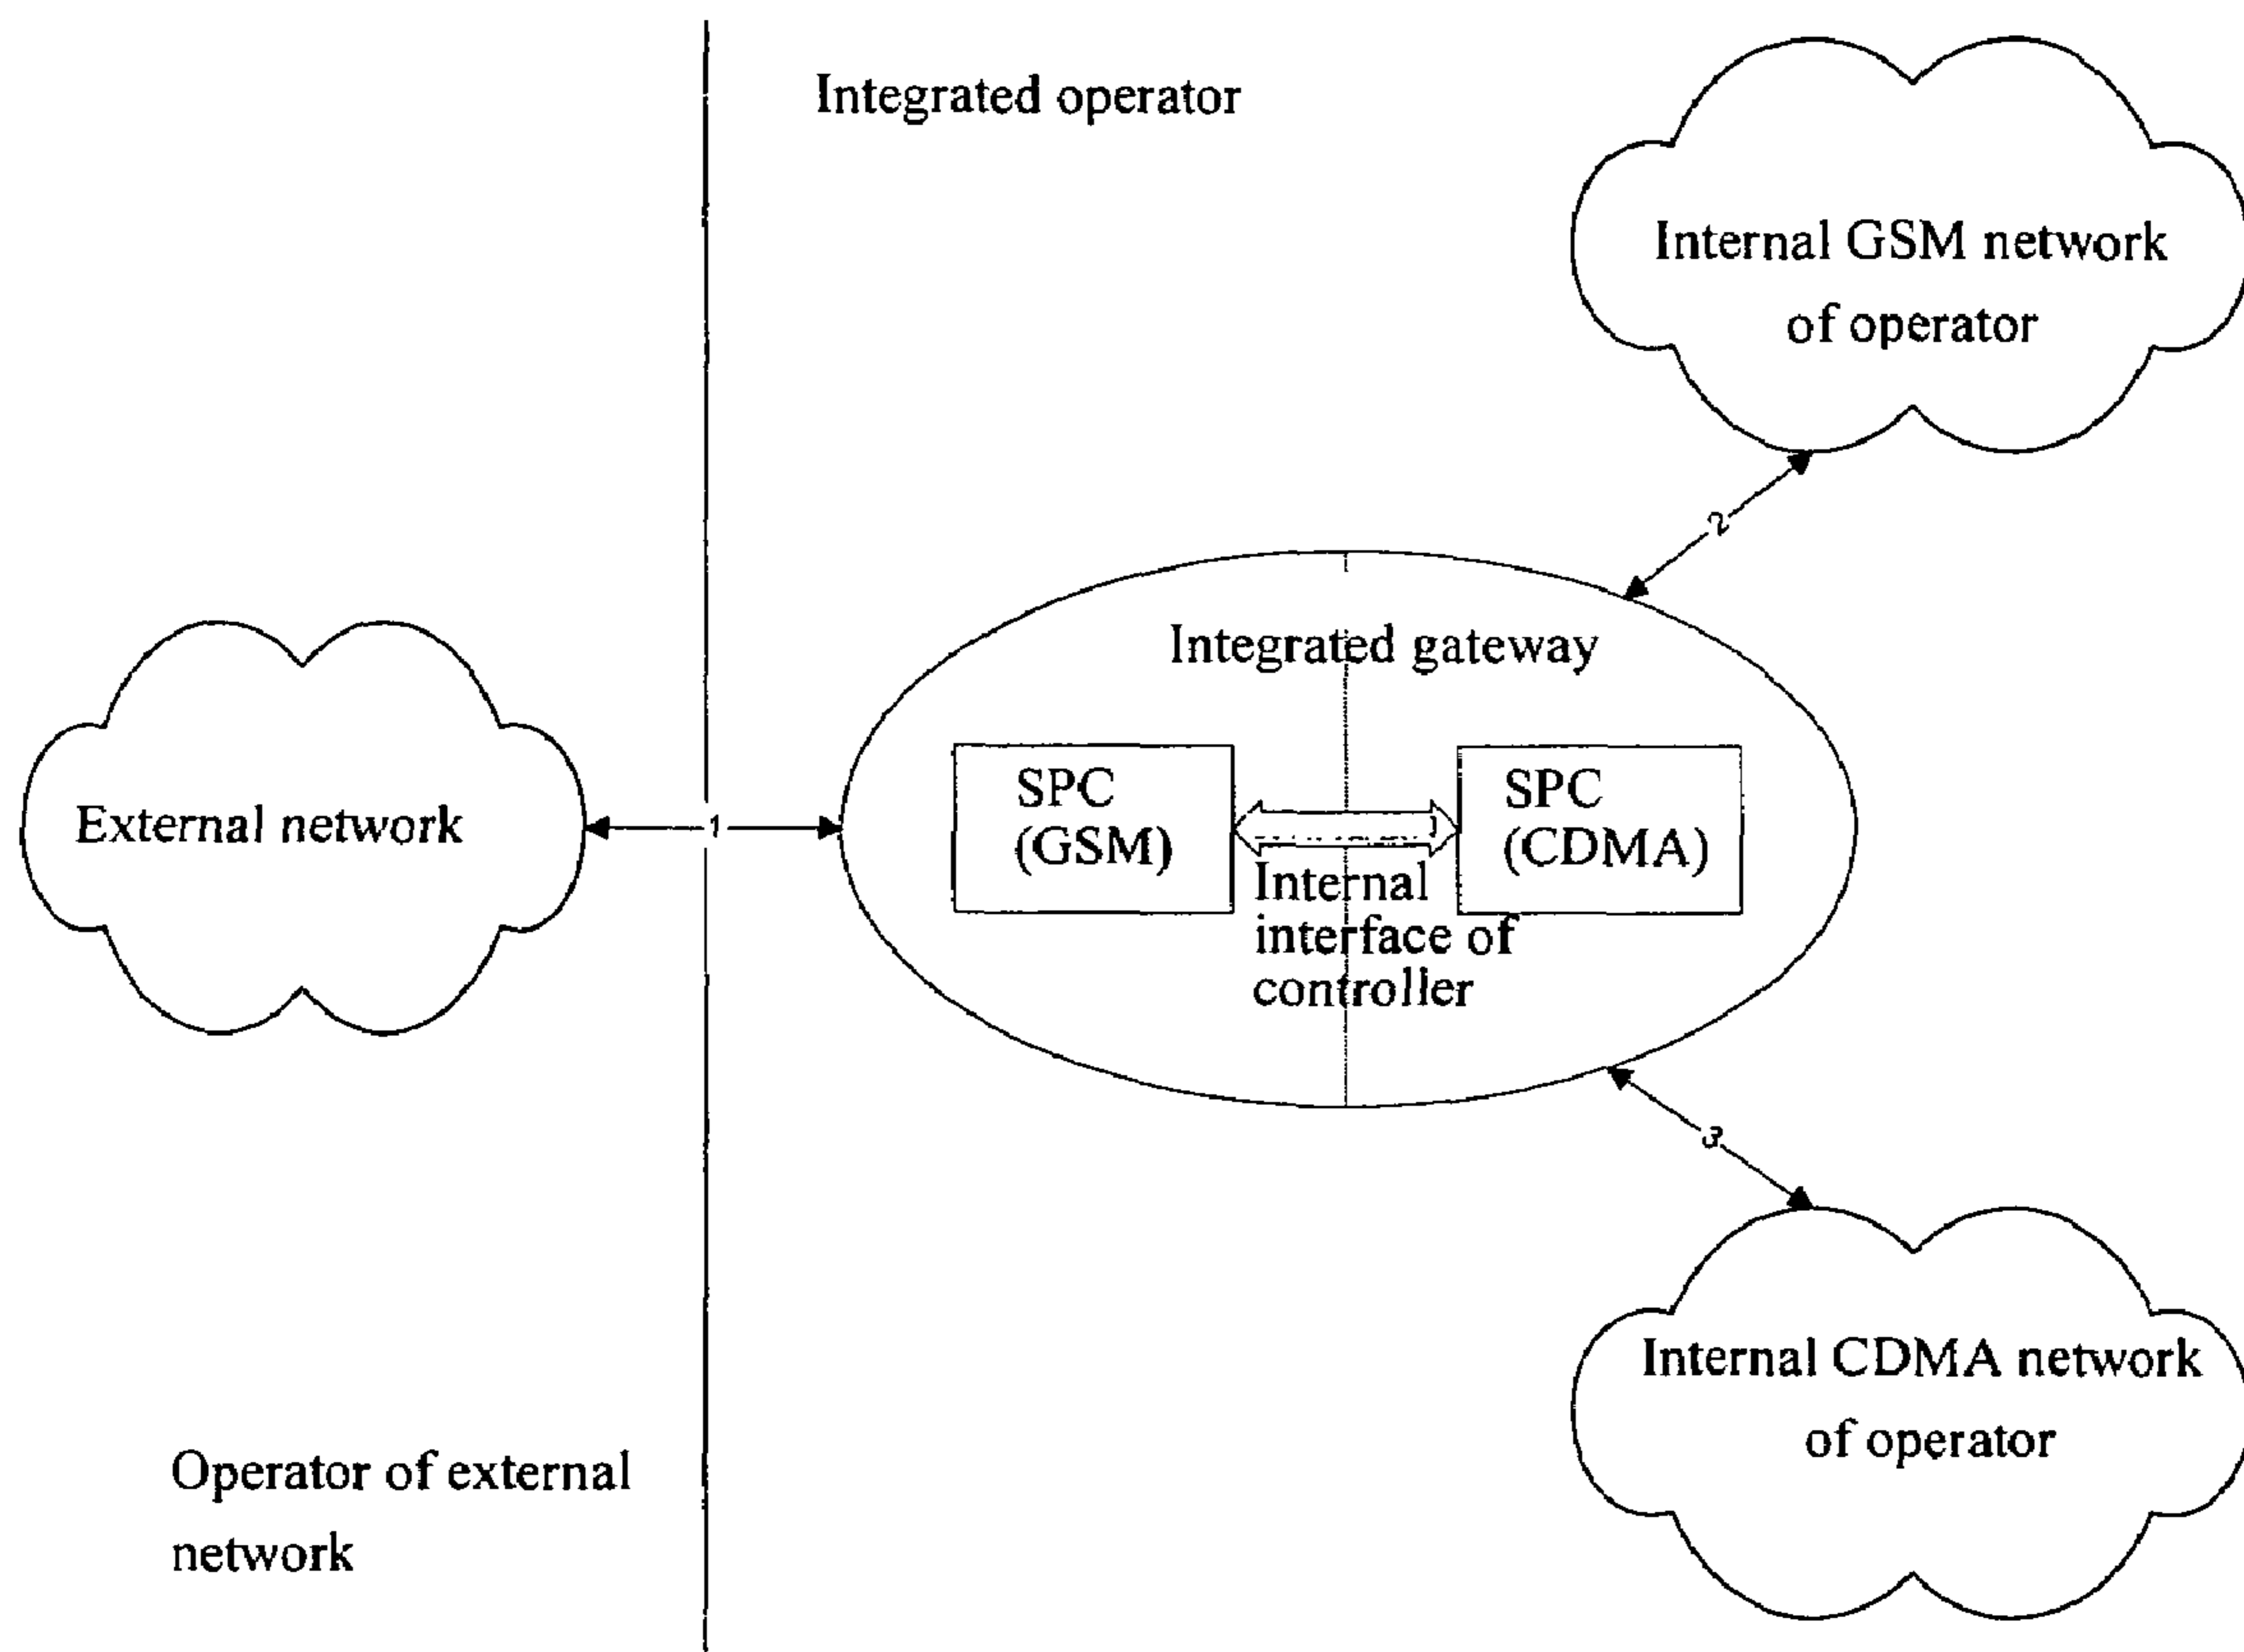 Integrated operator
Internal GSM network
of operator
2
Integrated gateway
External network
1
SPC
(GSM)
SPC
(CDMA)
Internal
interface of
controller
3
Internal CDMA network
of operator
Operator of external
network